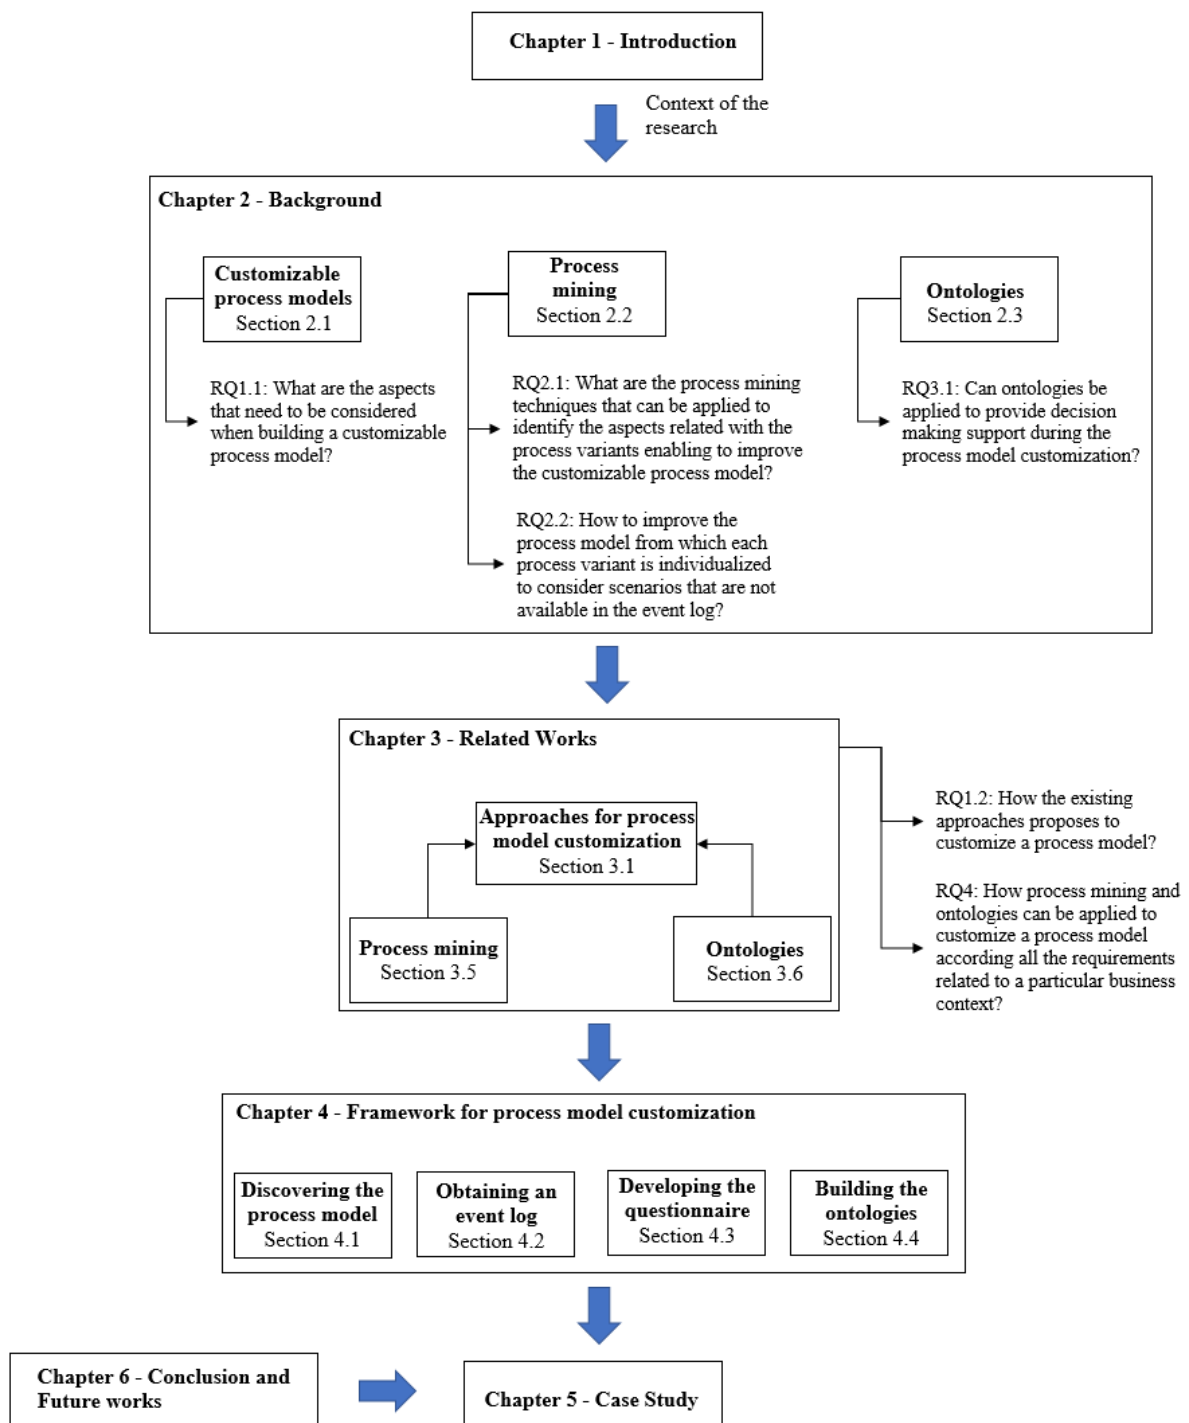 Chapter 1 - Introduction
Context of the
research
Chapter 2 - Background
Customizable
process models
Section 2.1
Process
mining
Section 2.2
Ontologies
Section 2.3
RQ1.1: What are the aspects
that need to be considered
when building a customizable
process model?
RQ2.1: What are the process mining
techniques that can be applied to
identify the aspects related with the
process variants enabling to improve
the customizable process model?
RQ3.1: Can ontologies be
applied to provide decision
making support during the
process model customization?
RQ2.2: How to improve the
process model from which each
process variant is individualized
to consider scenarios that are not
available in the event log?
Chapter 3 - Related Works
Approaches for process
model customization
Section 3.1
Process mining
Section 3.5
Ontologies
Section 3.6
RQ1.2: How the existing
approaches proposes to
customize a process model?
RQ4: How process mining and
ontologies can be applied to
customize a process model
according all the requirements
related to a particular business
context?
Chapter 4 - Framework for process model customization
Discovering the
process model
Section 4.1
Obtaining an
event log
Section 4.2
Developing the
questionnaire
Section 4.3
Building the
ontologies
Section 4.4
Chapter 6 - Conclusion and
Future works
Chapter 5 - Case Study